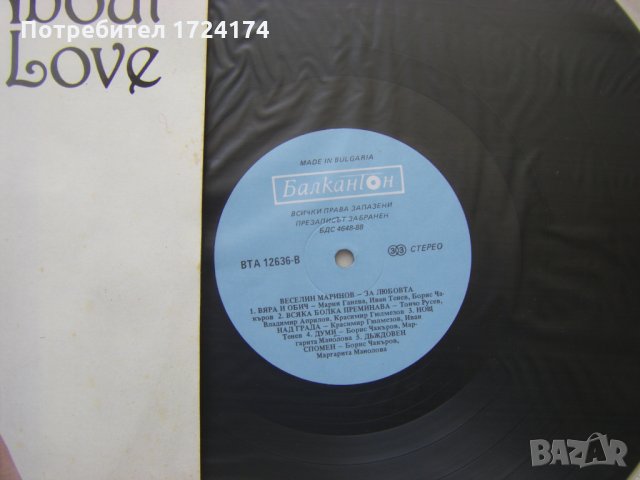 About
Love
Потребител 1724174
MADE IN BULGARIA
Балкантон
ВСИЧКИ ПРАВА ЗАПАЗЕНИ
ПРЕЗАПИСЪТ ЗАБРАНЕН
БДС 4648-88
ВТА 12636-В
33 СТЕРЕО
ВЕСЕЛИН МАРИНОВ – ЗА ЛЮБОВТА
1. ВЯРА И ОБИЧ – Мария Ганева, Иван Тенев, Борис Ча-
къров 2. ВСЯКА БОЛКА ПРЕМИНАВА – Тончо Русев,
Владимир Априлов, Красимир Гюлмезов 3. НОЩ
НАД ГРАДА – Красимир Гюлмезов, Иван
Тенев 4. ДУМИ – Борис Чакъров, Мар-
гарита Манолова 5. ДЪЖДОВЕН
СПОМЕН – Борис Чакъров,
Маргарита Манолова
BAZAR